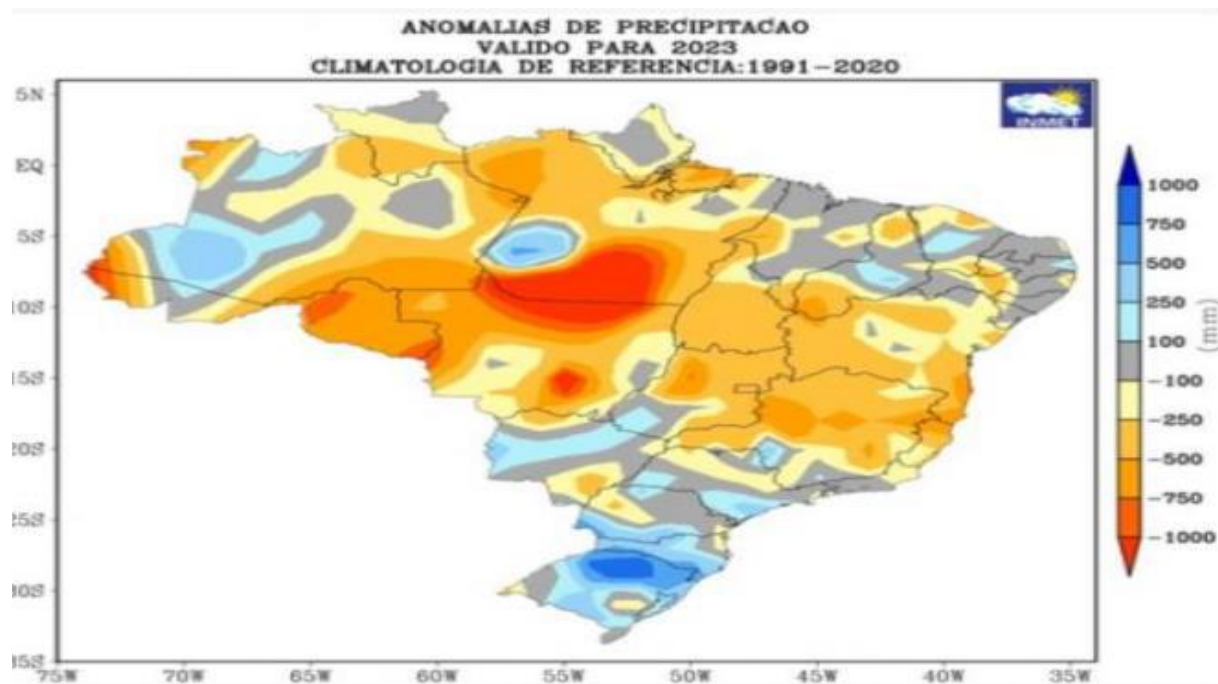 ANOMALIAS DE PRECIPITACAO
VALIDO PARA 2023
CLIMATOLOGIA DE REFERENCIA:1991-2020
INMET
5N
EQ
5S
10S
15S
20S
25S
30S
35S
75W 70W 65W 60W 55W 50W 45W 40W 35W
1000
750
500
250
100
-100
-250
-500
-750
-1000
(mm)